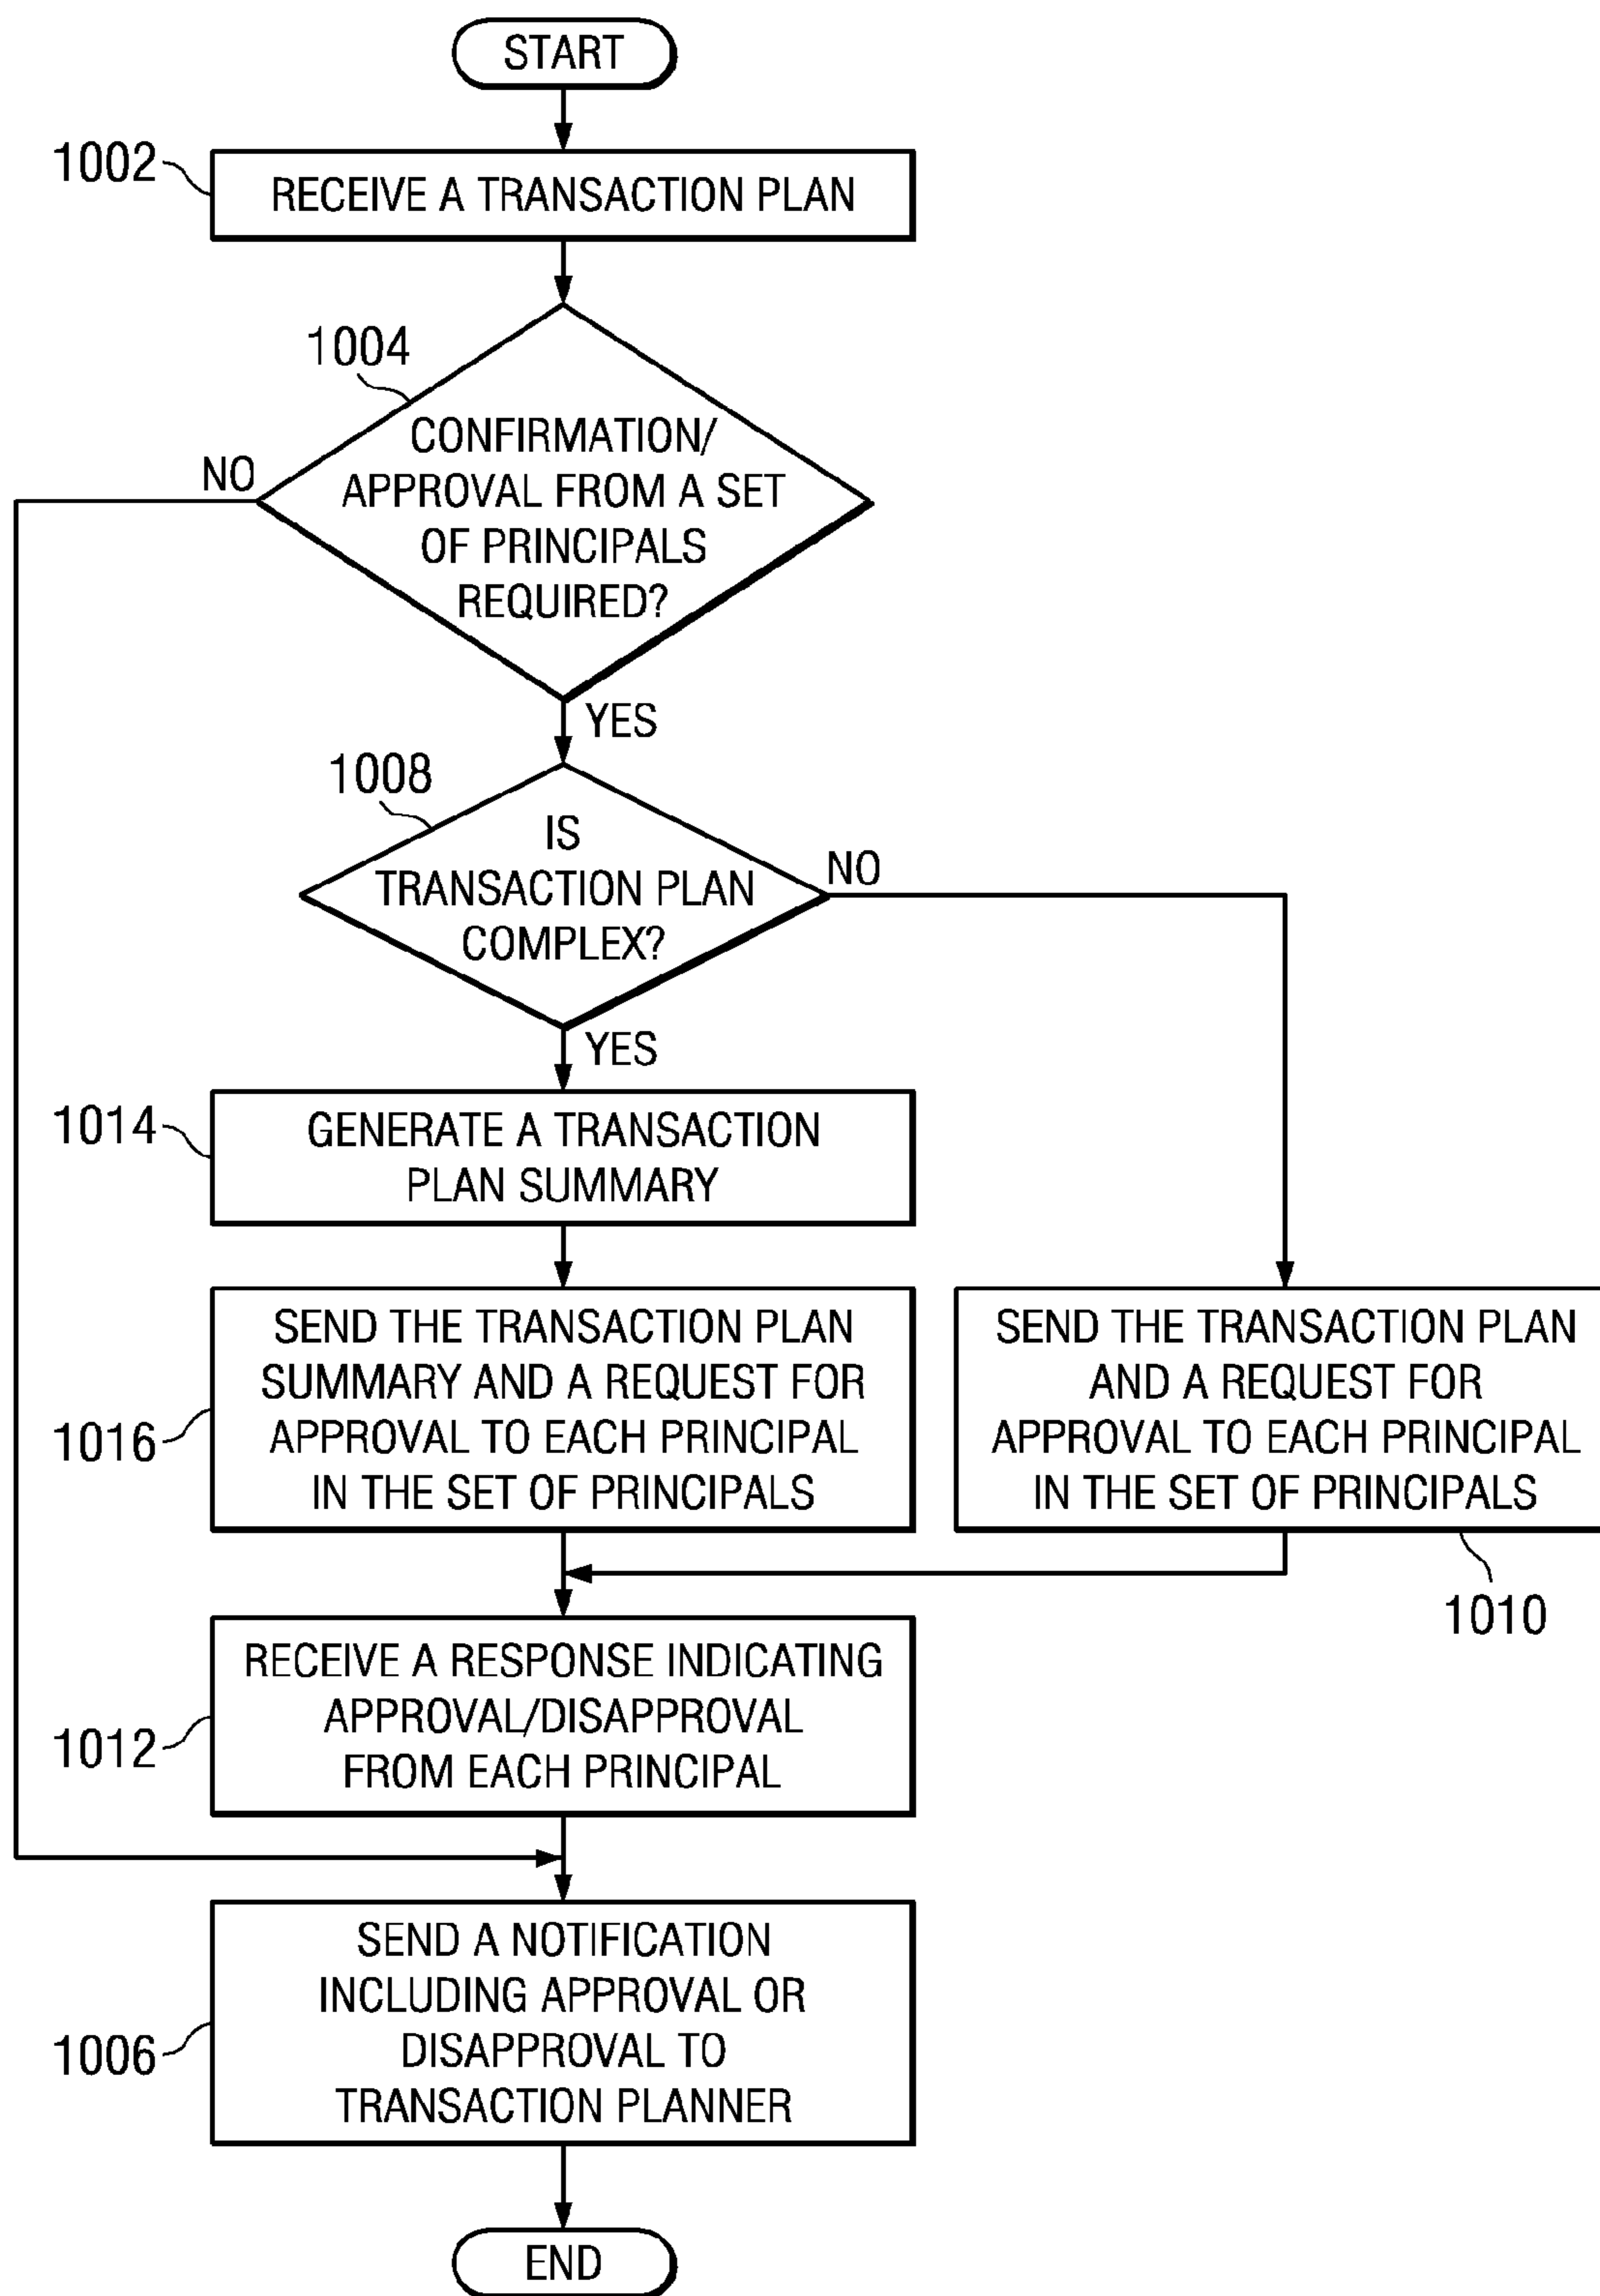 START
1002
RECEIVE A TRANSACTION PLAN
1004
CONFIRMATION/
APPROVAL FROM A SET
OF PRINCIPALS
REQUIRED?
NO
YES
1008
IS
TRANSACTION PLAN
COMPLEX?
NO
YES
1014
GENERATE A TRANSACTION
PLAN SUMMARY
1016
SEND THE TRANSACTION PLAN
SUMMARY AND A REQUEST FOR
APPROVAL TO EACH PRINCIPAL
IN THE SET OF PRINCIPALS
SEND THE TRANSACTION PLAN
AND A REQUEST FOR
APPROVAL TO EACH PRINCIPAL
IN THE SET OF PRINCIPALS
1010
1012
RECEIVE A RESPONSE INDICATING
APPROVAL/DISAPPROVAL
FROM EACH PRINCIPAL
1006
SEND A NOTIFICATION
INCLUDING APPROVAL OR
DISAPPROVAL TO
TRANSACTION PLANNER
END